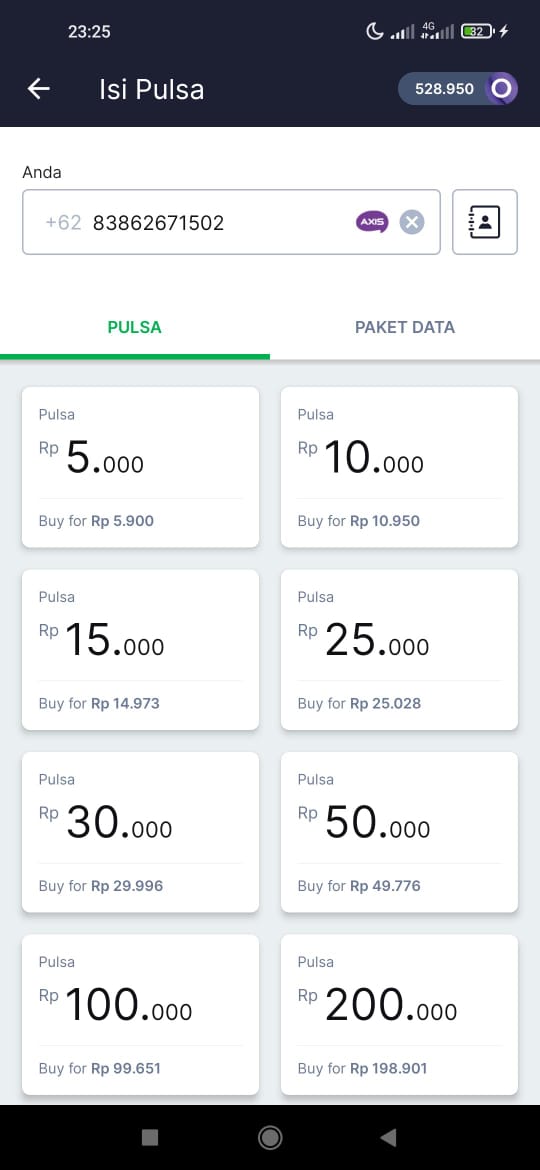 23:25
4G
32
Isi Pulsa
528.950
Anda
+62 83862671502
AXIS
PULSA
PAKET DATA
Pulsa
Rp 5.000
Buy for Rp 5.900
Pulsa
Rp 10.000
Buy for Rp 10.950
Pulsa
Rp 15.000
Buy for Rp 14.973
Pulsa
Rp 25.000
Buy for Rp 25.028
Pulsa
Rp 30.000
Buy for Rp 29.996
Pulsa
Rp 50.000
Buy for Rp 49.776
Pulsa
Rp 100.000
Buy for Rp 99.651
Pulsa
Rp 200.000
Buy for Rp 198.901